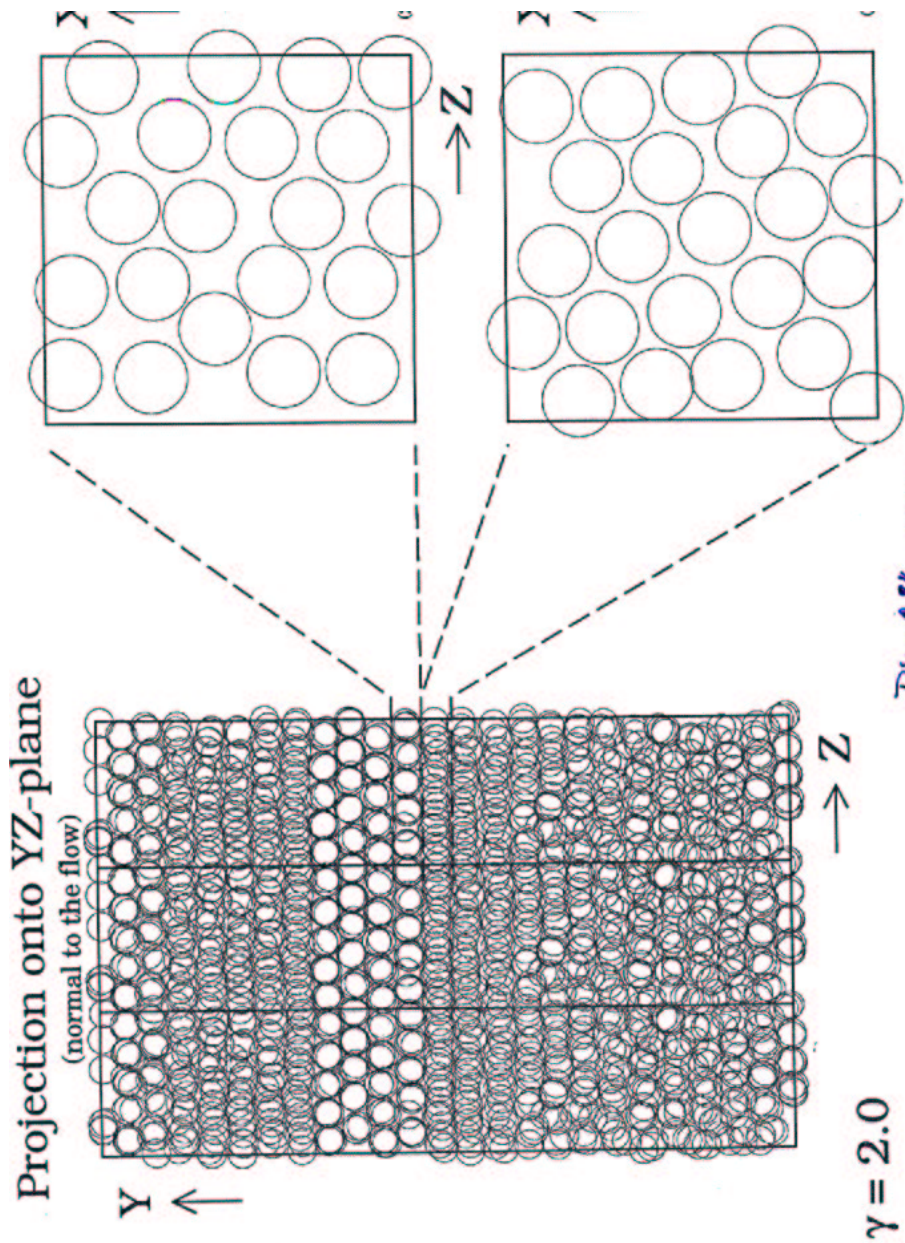 Projection onto YZ-plane
(normal to the flow)
Y
Z
γ = 2.0
Z